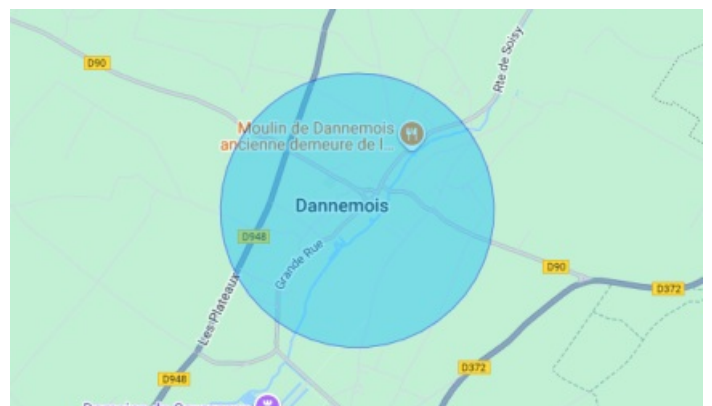 D90
Rte de Soisy
Moulin de Dannemois
ancienne demeure de l...
Dannemois
D948
Grande Rue
D90
D372
Les Plateaux
D372
D948